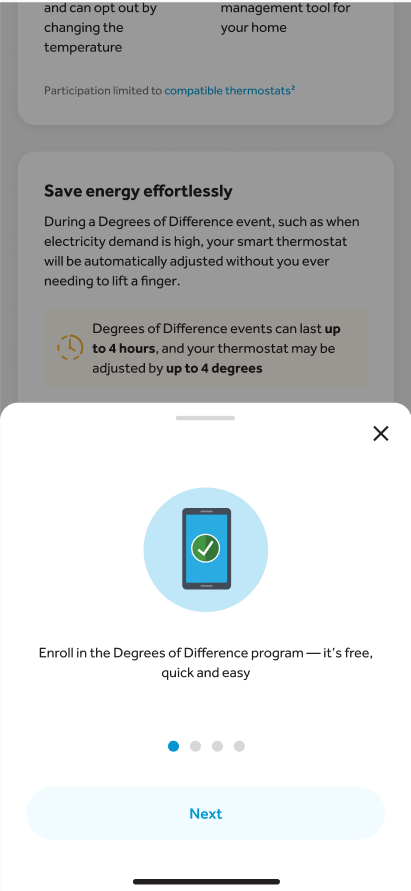 and can opt out by
changing the
temperature
management tool for
your home
Participation limited to compatible thermostats²
Save energy effortlessly
During a Degrees of Difference event, such as when
electricity demand is high, your smart thermostat
will be automatically adjusted without you ever
needing to lift a finger.
Degrees of Difference events can last up
to 4 hours, and your thermostat may be
adjusted by up to 4 degrees
Enroll in the Degrees of Difference program — it's free,
quick and easy
Next